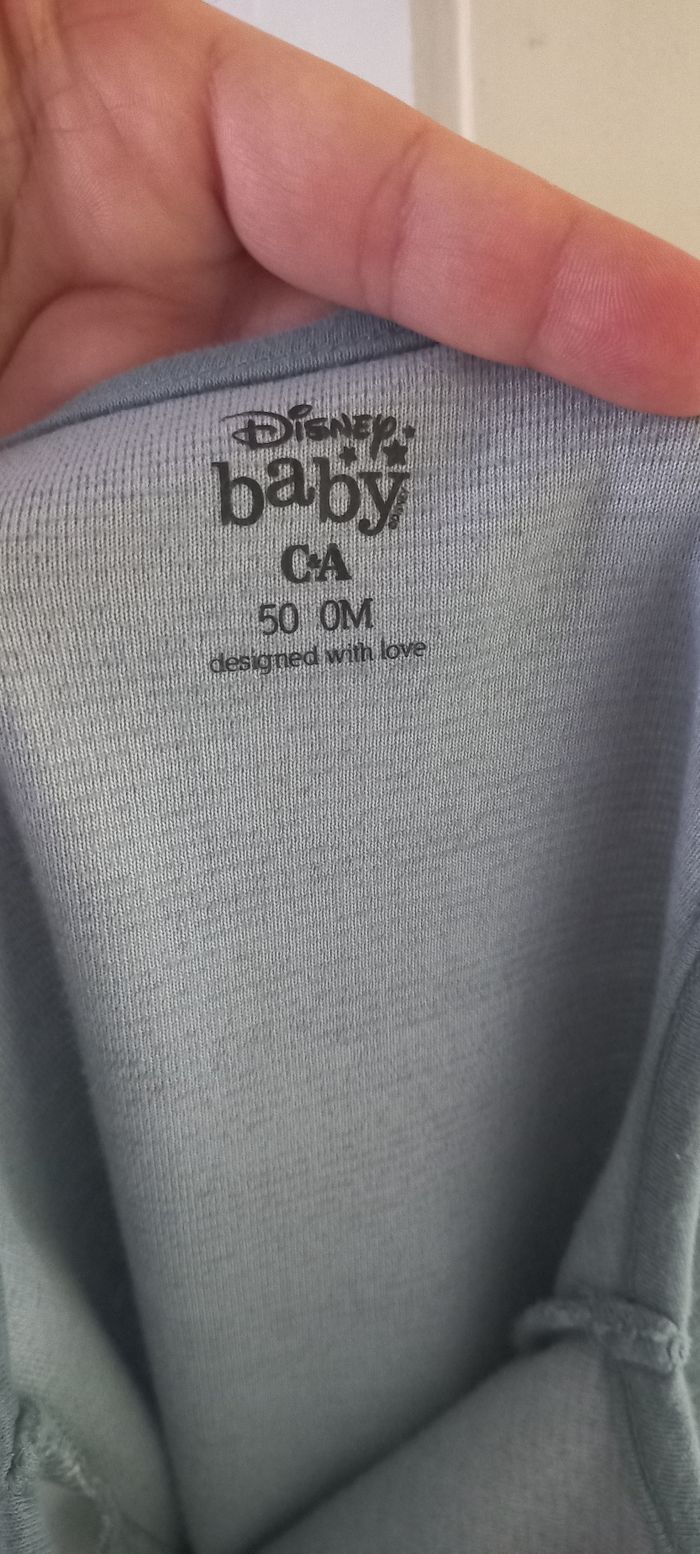 Disney
baby
C&A
50 0M
designed with love